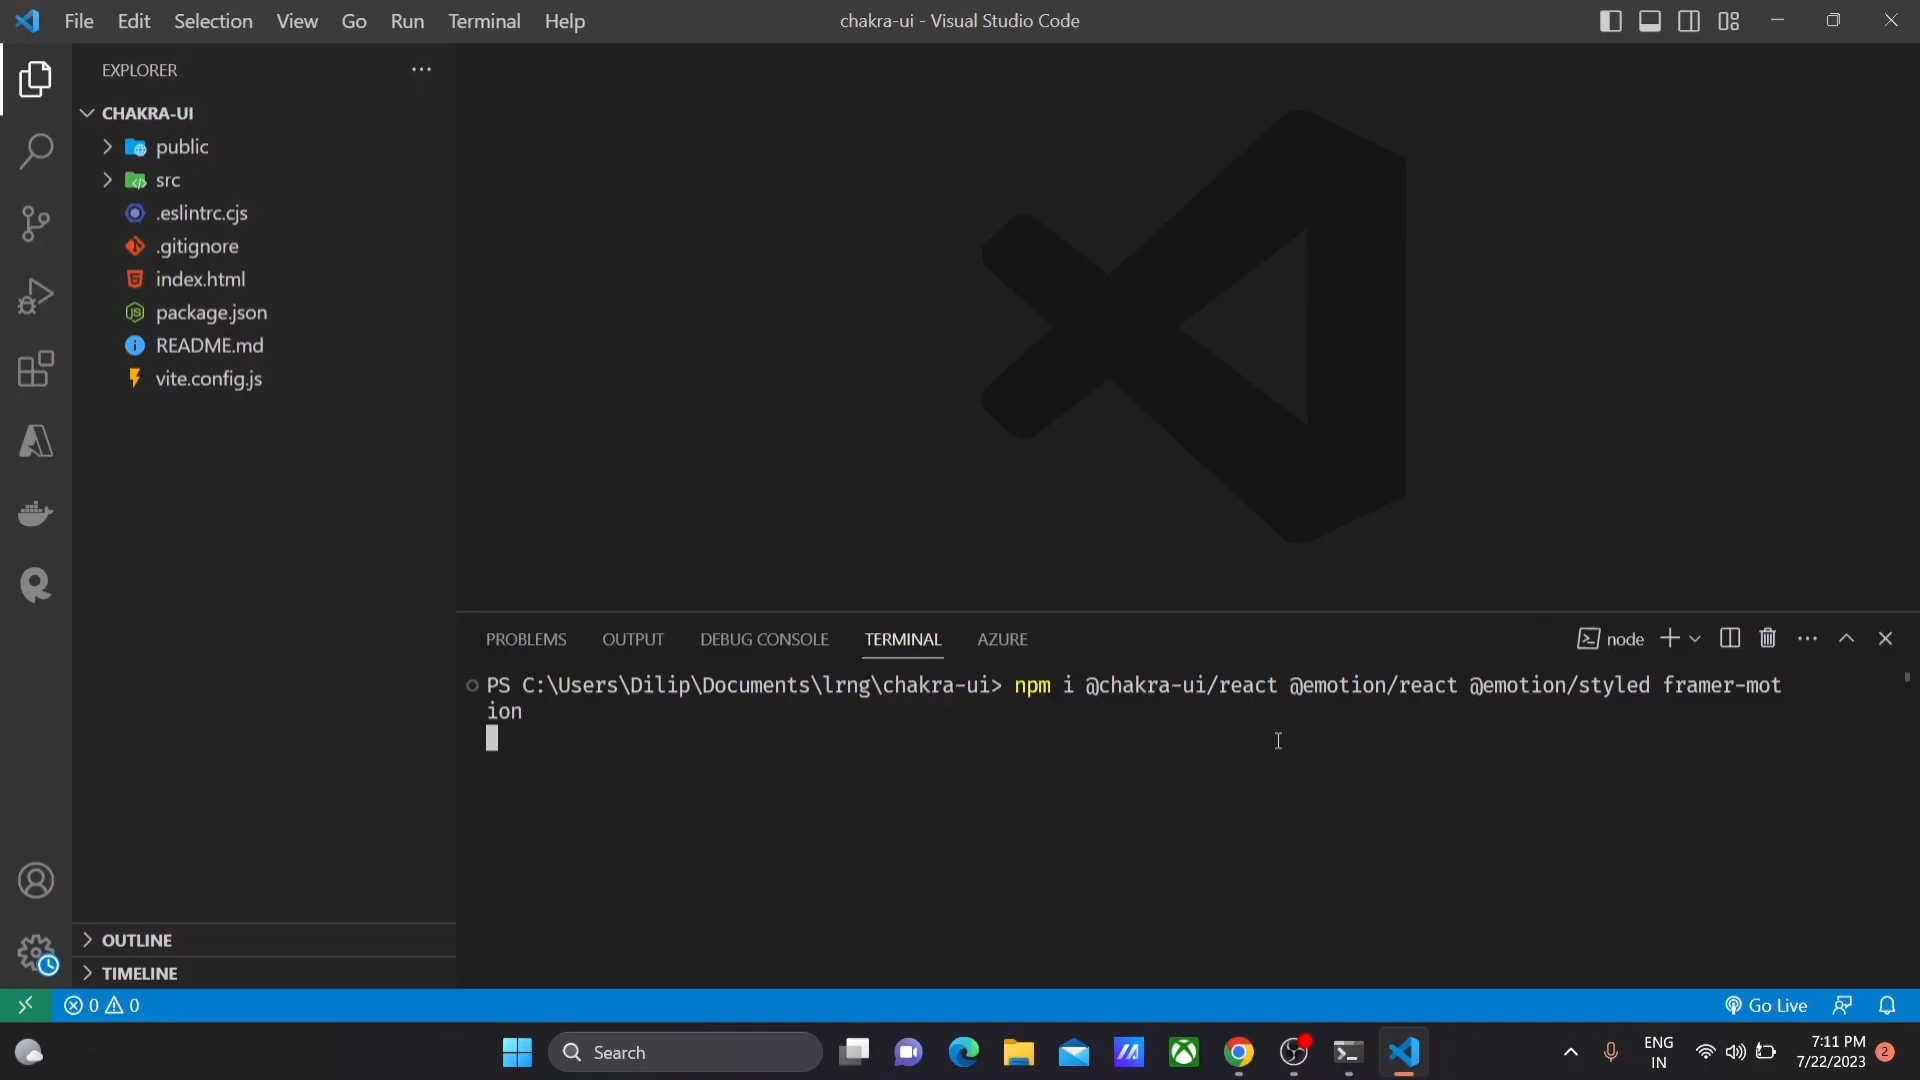 File Edit Selection View Go Run Terminal Help
chakra-ui - Visual Studio Code
EXPLORER
CHAKRA-UI
public
src
.eslintrc.cjs
.gitignore
index.html
package.json
README.md
vite.config.js
OUTLINE
TIMELINE
PROBLEMS OUTPUT DEBUG CONSOLE TERMINAL AZURE
node
PS C:\Users\Dilip\Documents\lrng\chakra-ui> npm i @chakra-ui/react @emotion/react @emotion/styled framer-mot
ion
0 0
Go Live
Search
ENG
IN
7:11 PM
7/22/2023
2